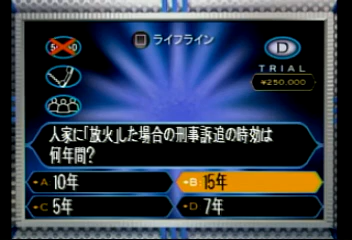 50:50
ライフライン
D
TRIAL
¥250,000
人家に｢放火｣した場合の刑事訴追の時効は
何年間?
A 10年
B: 15年
C 5年
D 7年